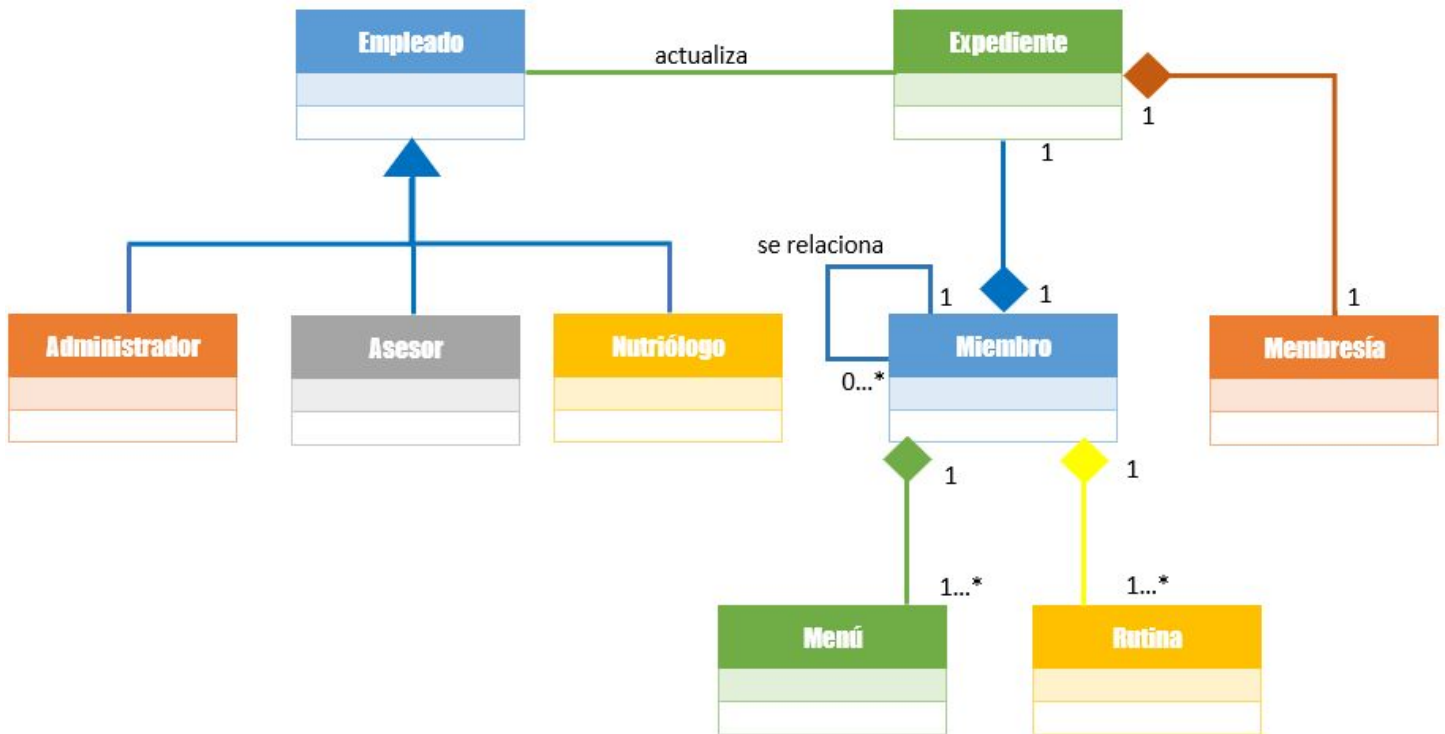 Empleado
actualiza
Expediente
1
1
se relaciona
1
1
1
0...*
Administrador
Asesor
Nutriólogo
Miembro
Membresía
1
1
1...*
1...*
Menú
Rutina